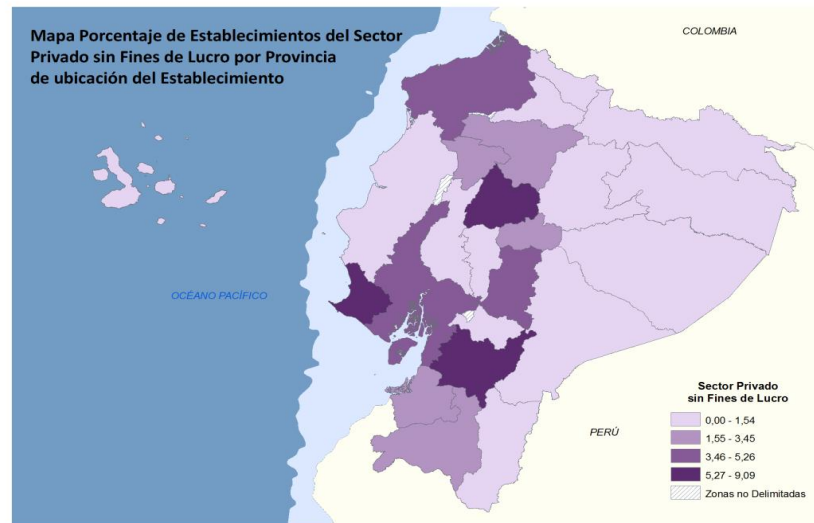 Mapa Porcentaje de Establecimientos del Sector
Privado sin Fines de Lucro por Provincia
de ubicación del Establecimiento
COLOMBIA
OCÉANO PACÍFICO
PERÚ
Sector Privado
sin Fines de Lucro
0,00 - 1,54
1,55 - 3,45
3,46 - 5,26
5,27 - 9,09
Zonas no Delimitadas